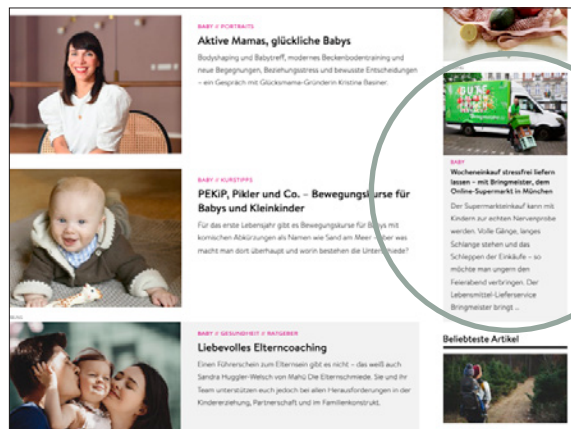 BABY // PORTRAITS
Aktive Mamas, glückliche Babys
Bodyshaping und Babytreff, modernes Beckenbodentraining und
neue Begegnungen, Beziehungsstress und bewusste Entscheidungen
– ein Gespräch mit Glücksmama-Gründerin Kristina Basiner.
BABY // KURSTIPPS
PEKiP, Pikler und Co. – Bewegungskurse für
Babys und Kleinkinder
Für das erste Lebensjahr gibt es Bewegungskurse für Babys mit
komischen Abkürzungen als Namen wie Sand am Meer – aber was
macht man dort überhaupt und worin bestehen die Unterschiede?
BABY // GESUNDHEIT // RATGEBER
Liebevolles Elterncoaching
Einen Führerschein zum Elternsein gibt es nicht – das weiß auch
Sandra Huggler-Welsch von Mahü Die Elternschmiede. Sie und ihr
Team unterstützen euch jedoch bei allen Herausforderungen in der
Kindererziehung, Partnerschaft und im Familienkonstrukt.
GUTE
Bringmeister
BABY
Wocheneinkauf stressfrei liefern
lassen – mit Bringmeister, dem
Online-Supermarkt in München
Der Supermarkteinkauf kann mit
Kindern zur echten Nervenprobe
werden. Volle Gänge, langes
Schlange stehen und das
Schleppen der Einkäufe – so
möchte man ungern den
Feierabend verbringen. Der
Lebensmittel-Lieferservice
Bringmeister bringt ...
Beliebteste Artikel